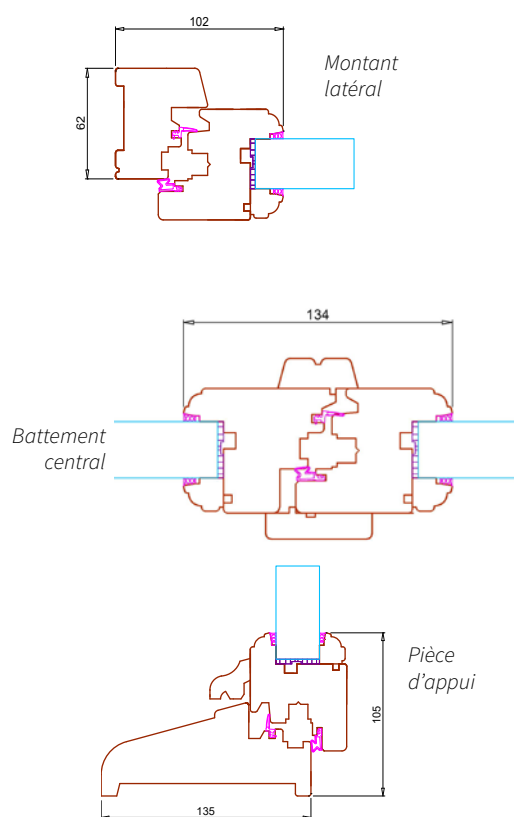 102
Montant
latéral
62
134
Battement
central
Pièce
d’appui
105
135